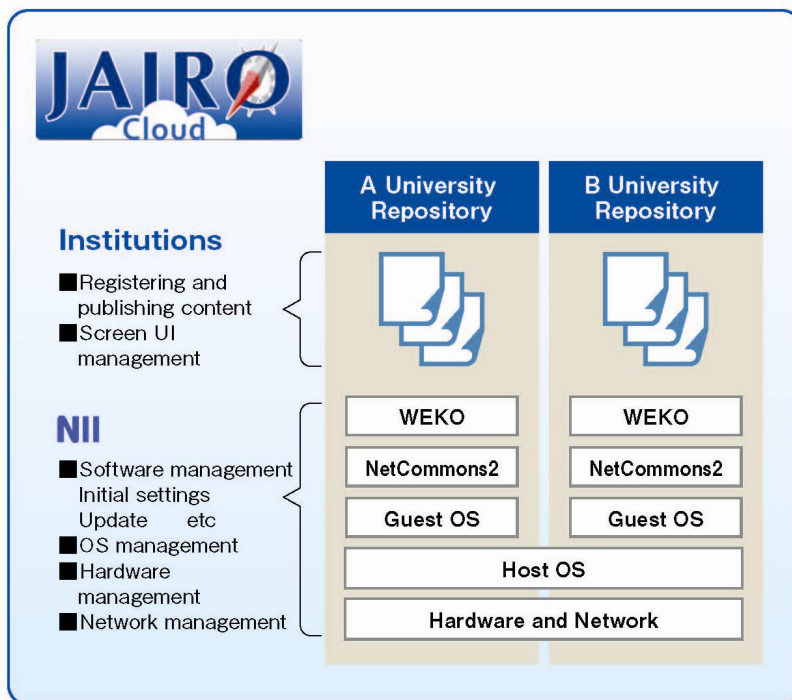 JAIRO
Cloud
A University
Repository
B University
Repository
Institutions
■Registering and
publishing content
■Screen UI
management
NII
■Software management
Initial settings
Update etc
■OS management
■Hardware
management
■Network management
WEKO
WEKO
NetCommons2
NetCommons2
Guest OS
Guest OS
Host OS
Hardware and Network